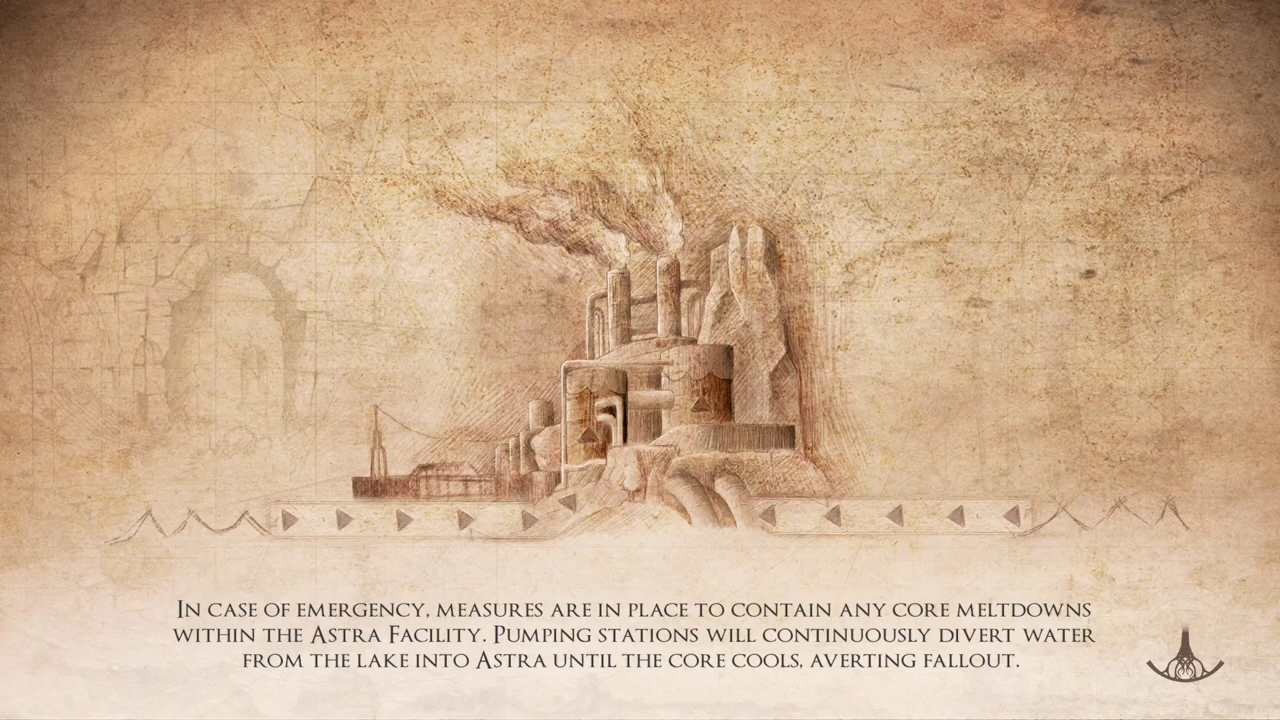 In case of emergency, measures are in place to contain any core meltdowns
within the Astra Facility. Pumping stations will continuously divert water
from the lake into Astra until the core cools, averting fallout.